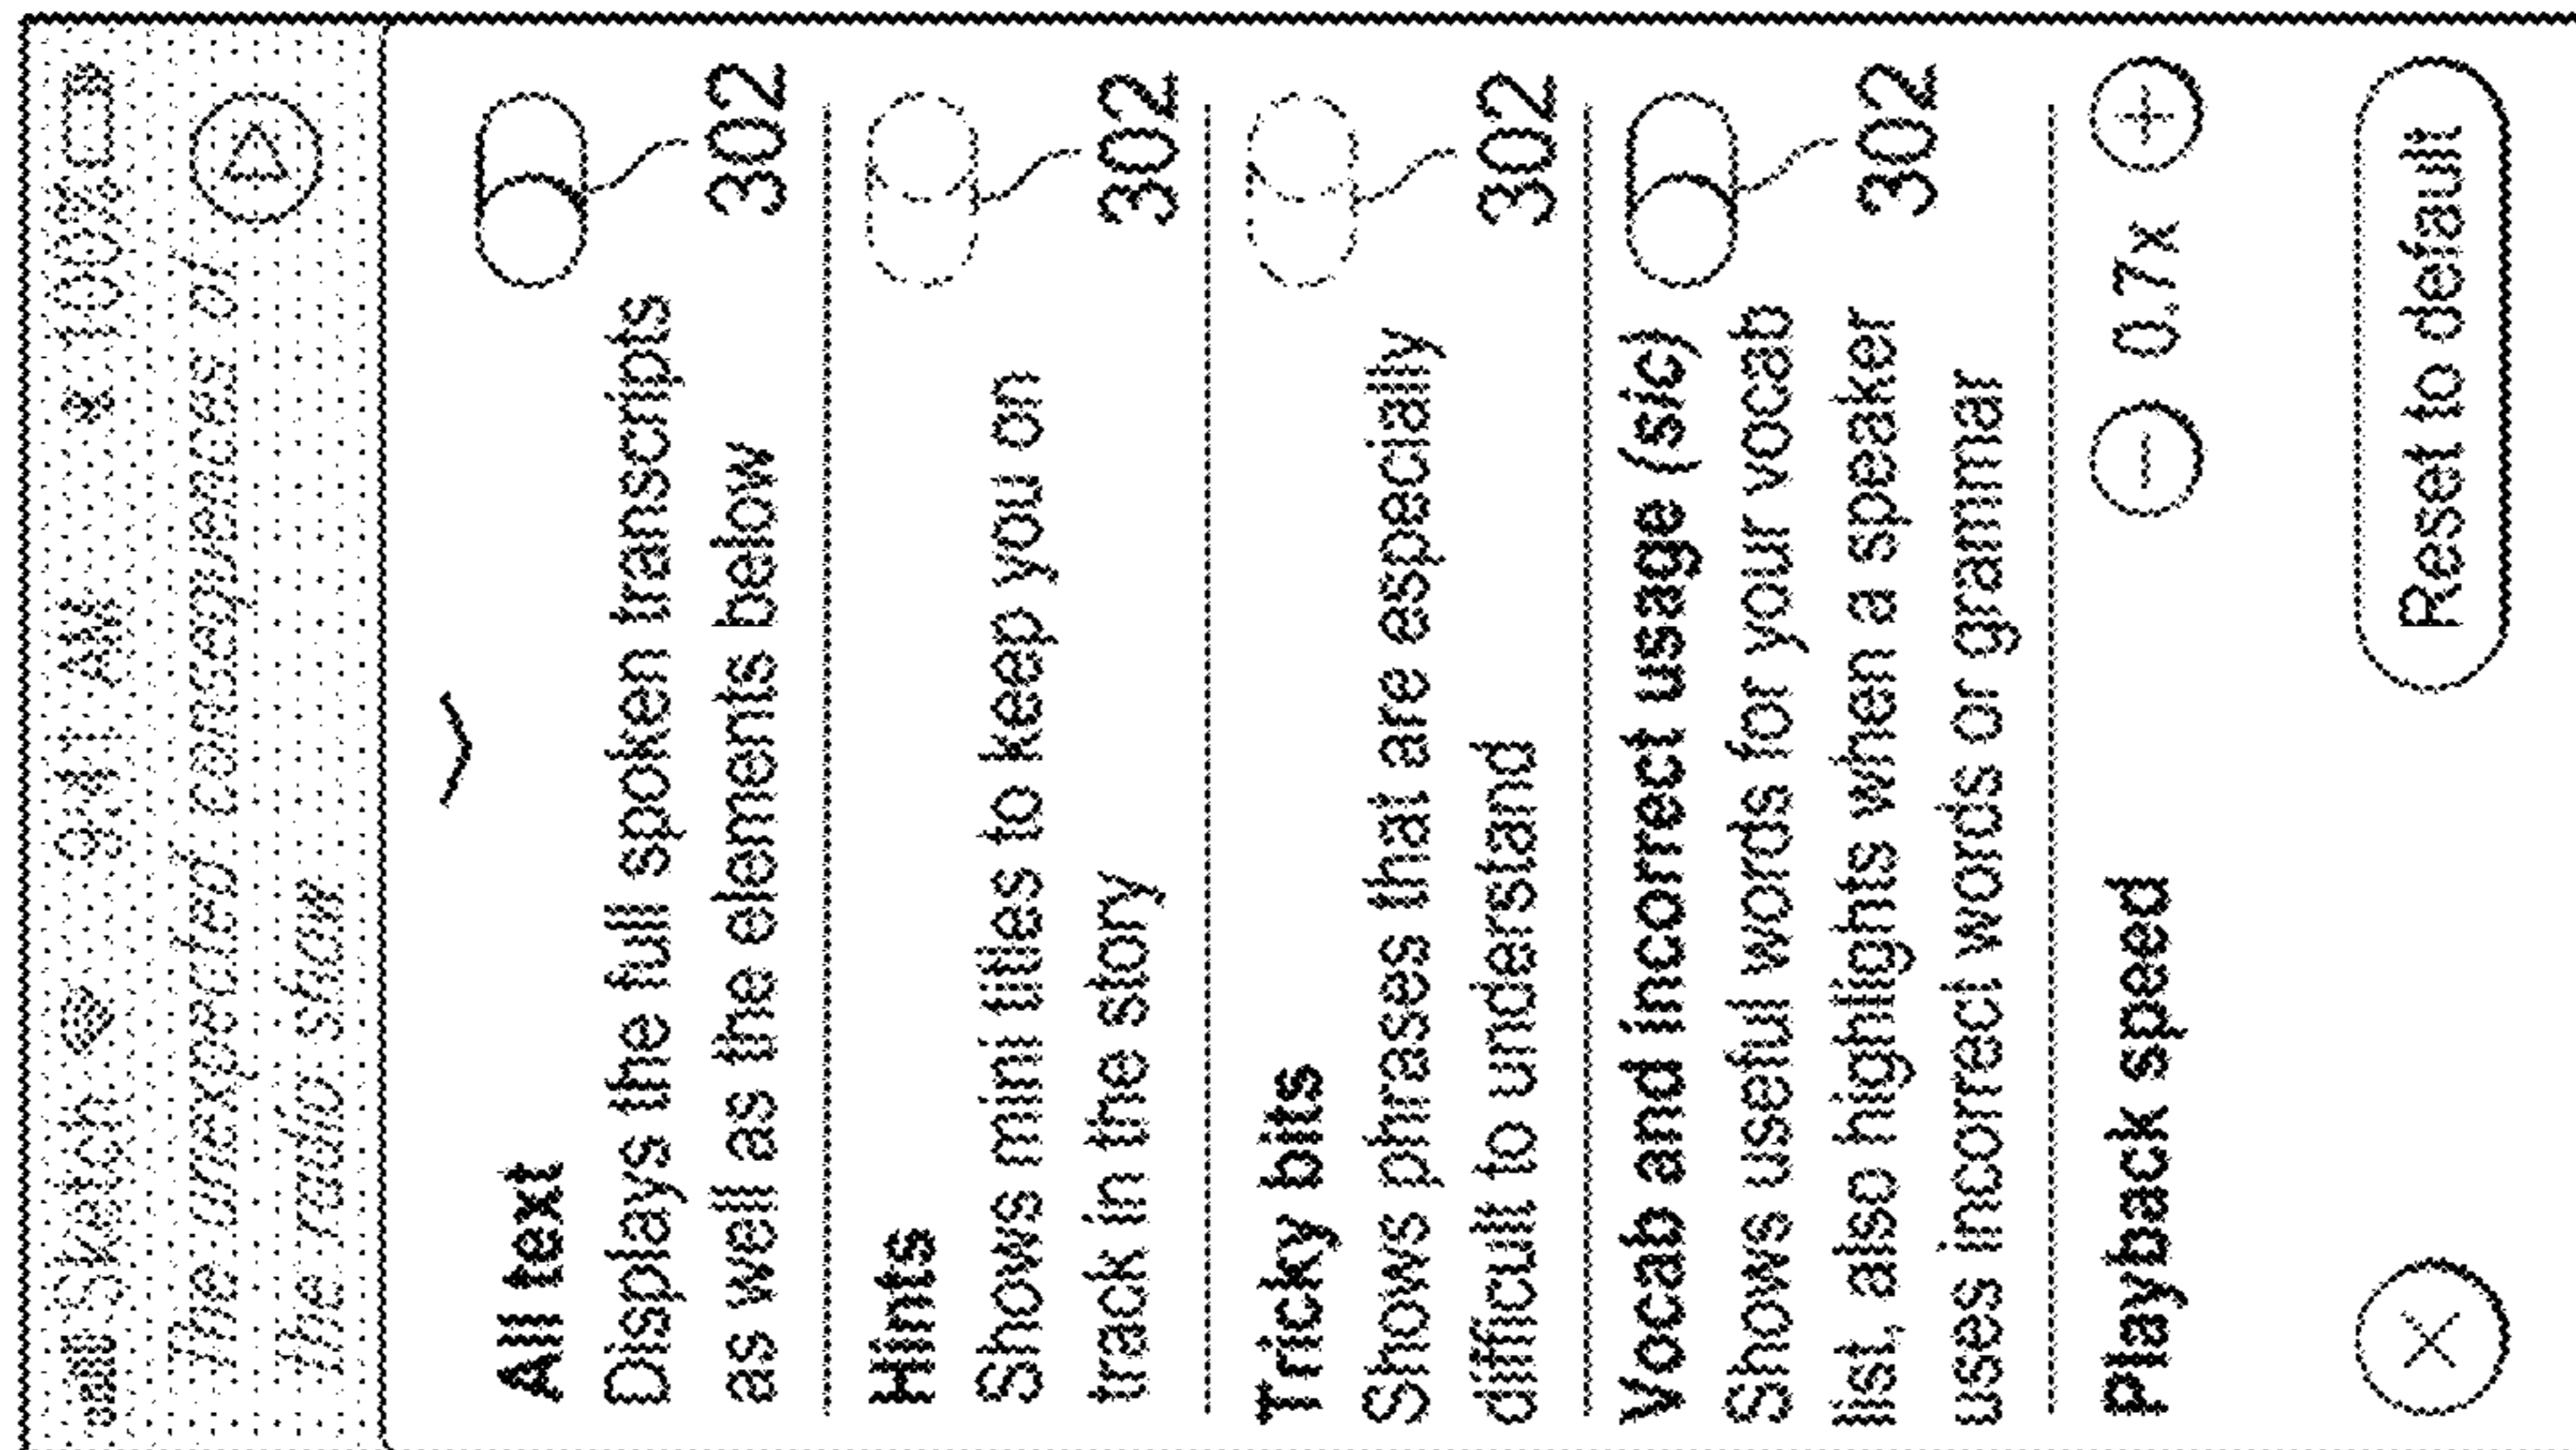 Sketch 9:41 AM 100%
The unexpected consequences of
the radio show
All text
302
Displays the full spoken transcripts
as well as the elements below
Hints
302
Shows mini titles to keep you on
track in the story
Tricky bits
302
Shows phrases that are especially
difficult to understand
Vocab and incorrect usage (sic)
302
Shows useful words for your vocab
list, also highlights when a speaker
uses incorrect words or grammar
Playback speed − 0.7x +
× Reset to default